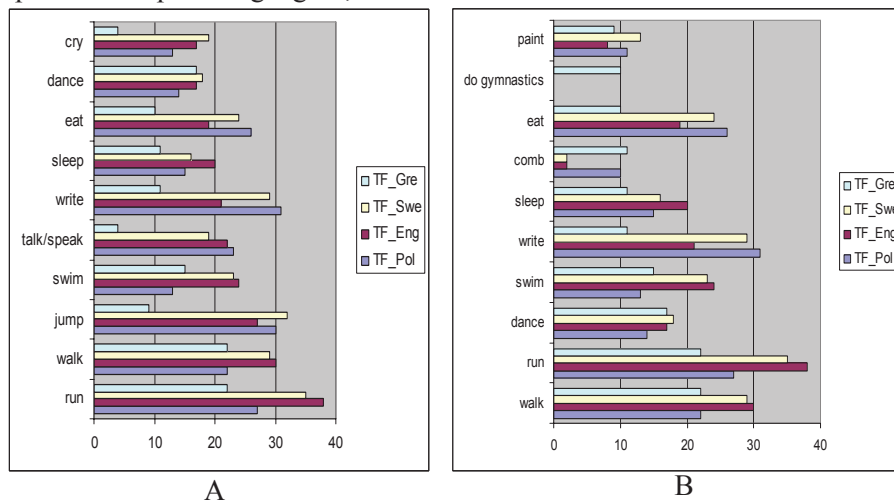 cry
dance
eat
sleep
write
talk/speak
swim
jump
walk
run
0 10 20 30 40
TF_Gre
TF_Swe
TF_Eng
TF_Pol
A
paint
do gymnastics
eat
comb
sleep
write
swim
dance
run
walk
0 10 20 30 40
TF_Gre
TF_Swe
TF_Eng
TF_Pol
B